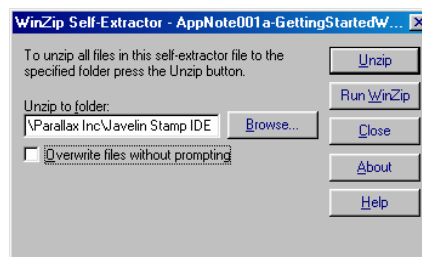 WinZip Self-Extractor - AppNote001a-GettingStartedW...
To unzip all files in this self-extractor file to the
specified folder press the Unzip button.
Unzip to folder:
\Parallax Inc\Javelin Stamp IDE
Browse...
Overwrite files without prompting
Unzip
Run WinZip
Close
About
Help